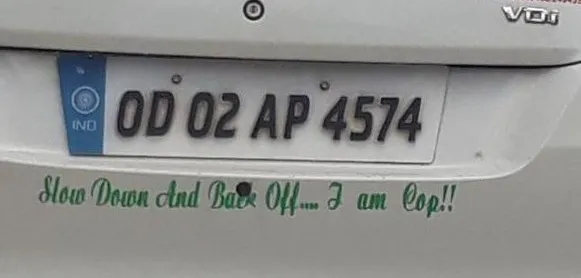 VDi
IND
OD 02 AP 4574
Slow Down And Back Off.... I am Cop!!